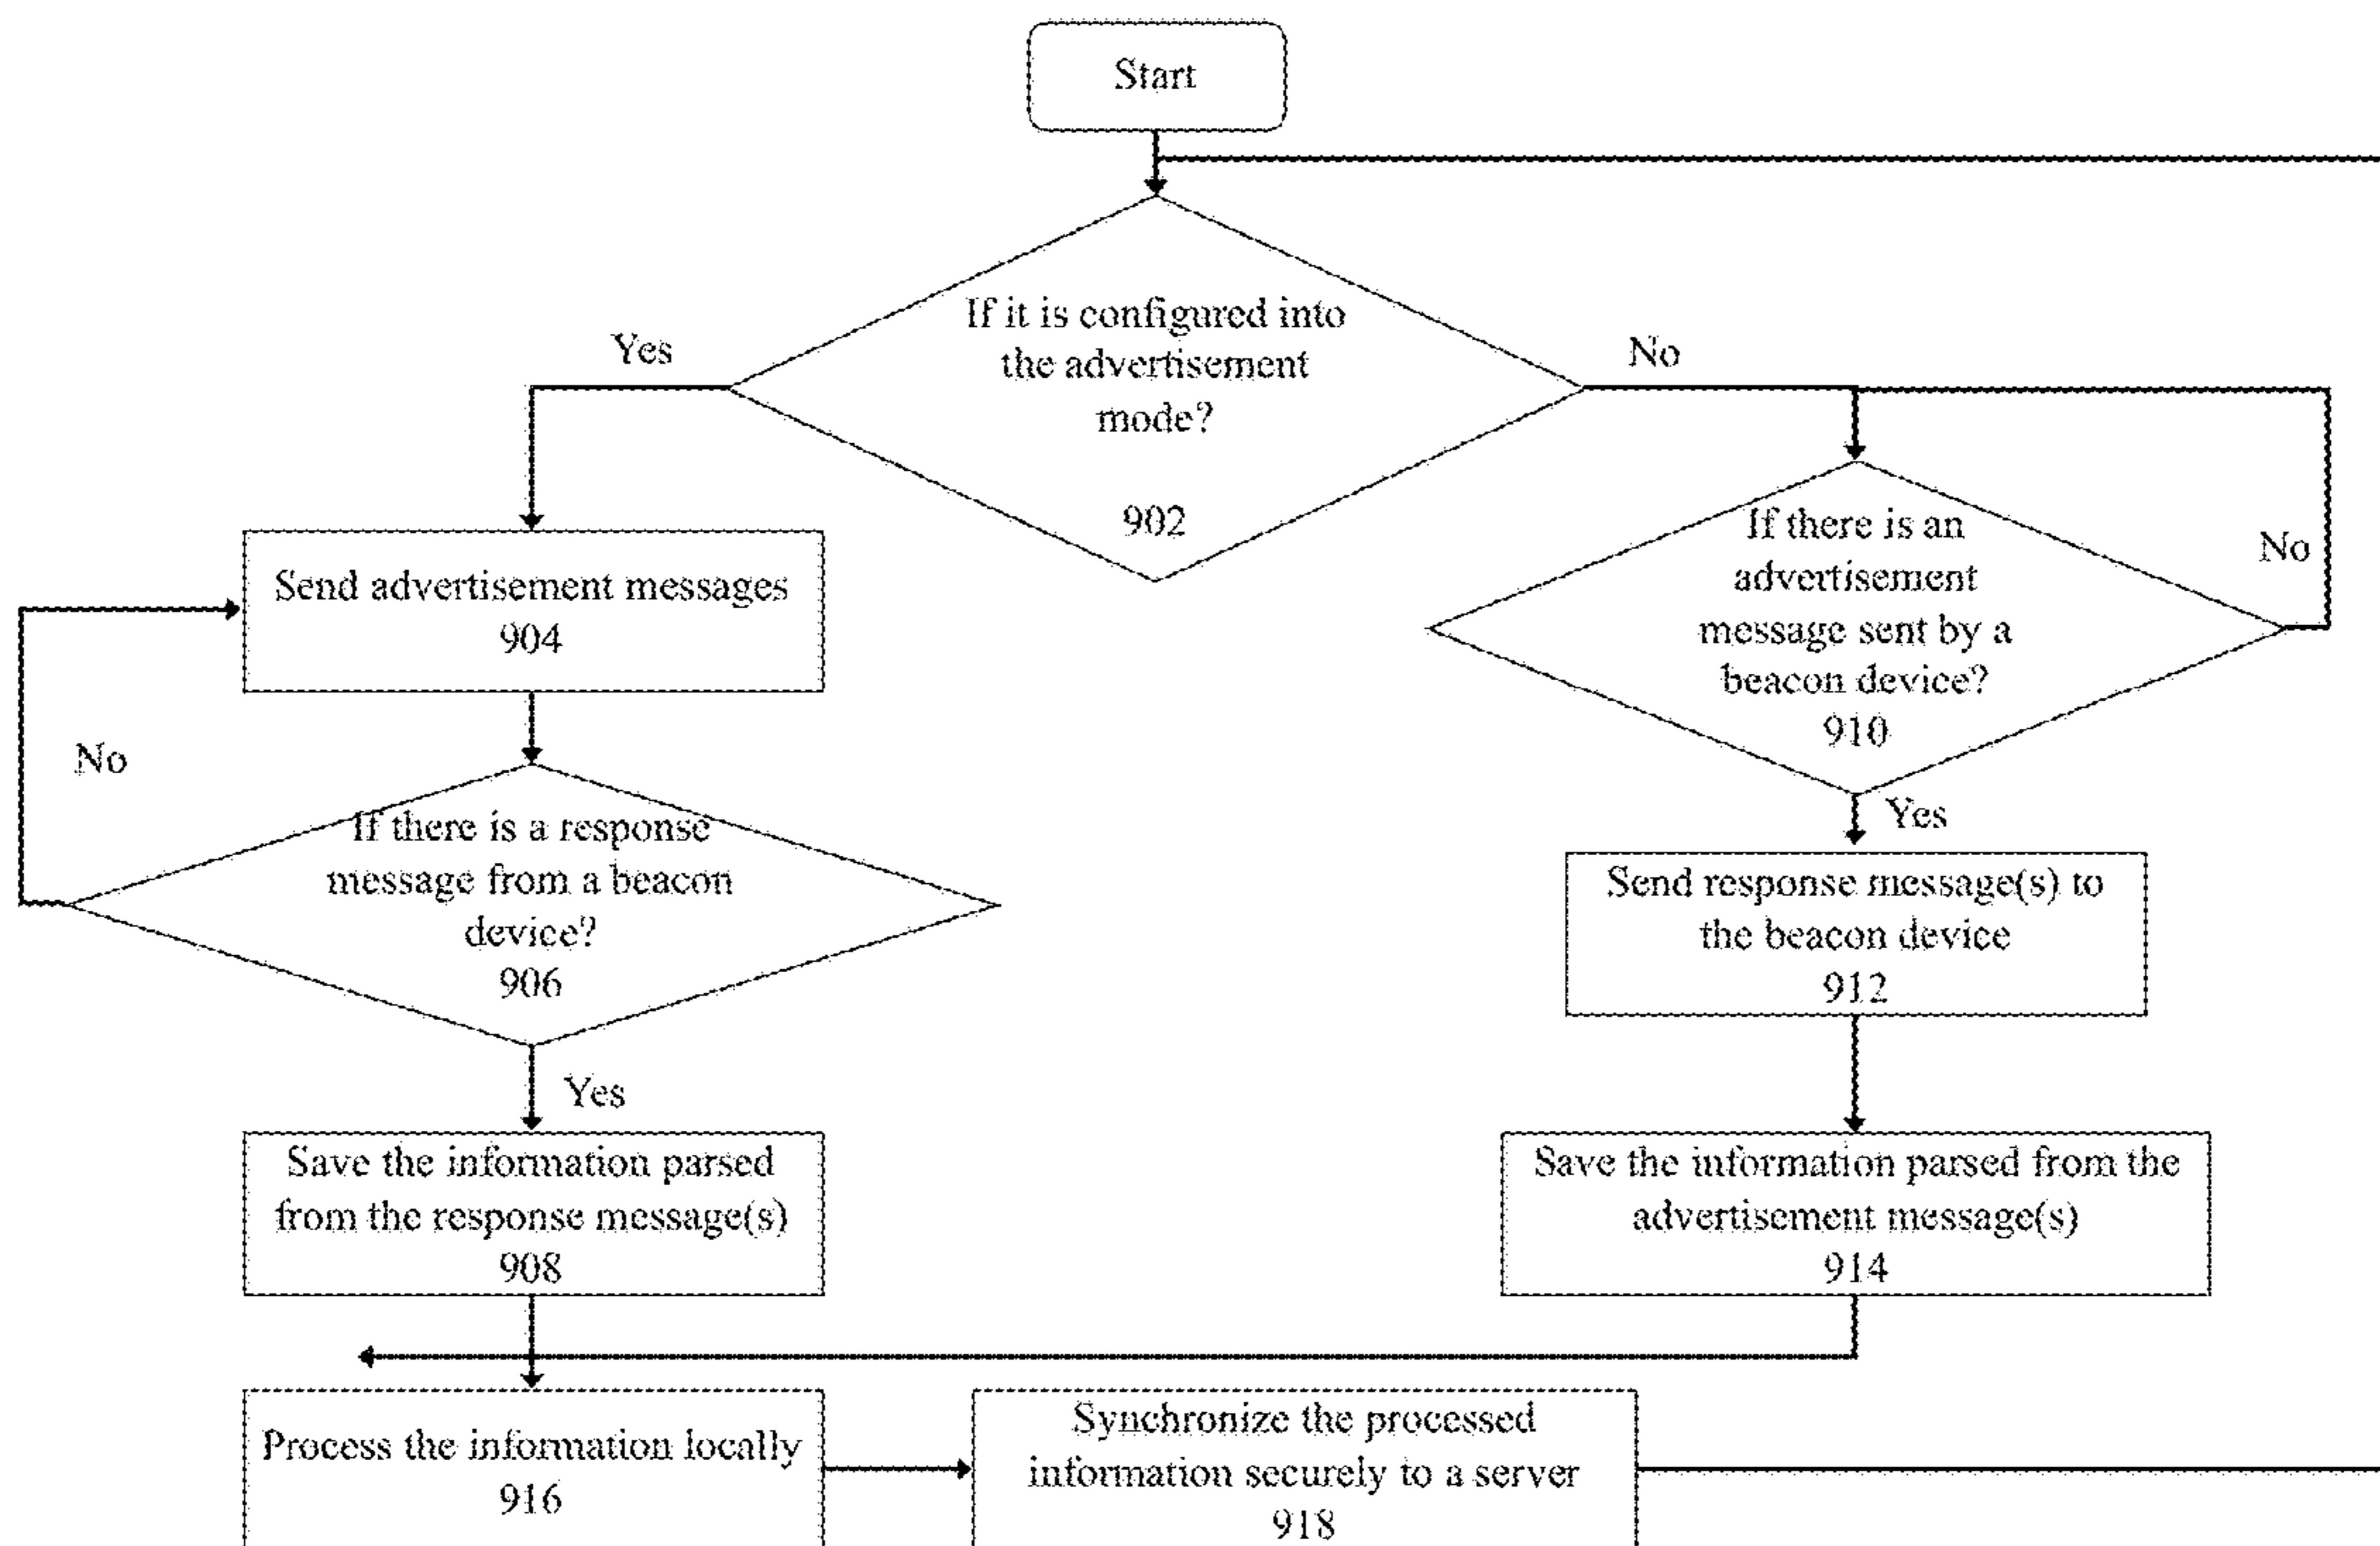 Start
If it is configured into
the advertisement
mode?
902
Yes
No
Send advertisement messages
904
No
If there is a response
message from a beacon
device?
906
Yes
Save the information parsed
from the response message(s)
908
If there is an
advertisement
message sent by a
beacon device?
910
No
Yes
Send response message(s) to
the beacon device
912
Save the information parsed from the
advertisement message(s)
914
Process the information locally
916
Synchronize the processed
information securely to a server
918